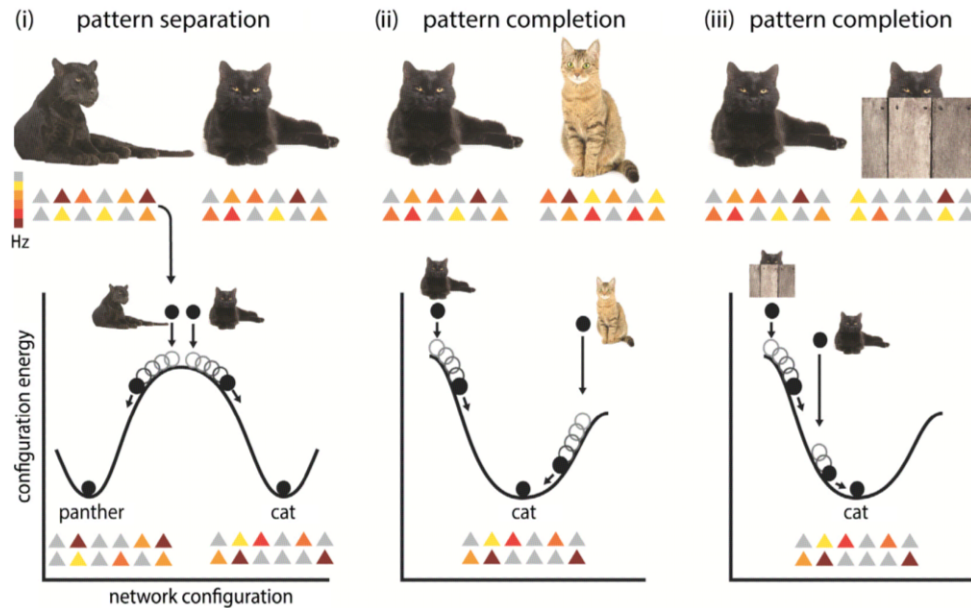 (i) pattern separation
(ii) pattern completion
(iii) pattern completion
Hz
configuration energy
panther
cat
cat
cat
network configuration